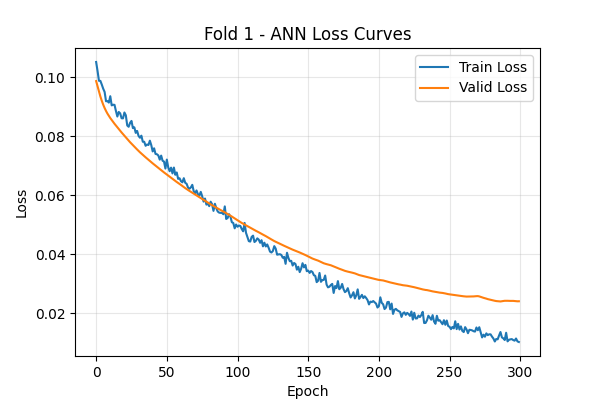 Fold 1 - ANN Loss Curves
Train Loss
Valid Loss
Loss
0.10
0.08
0.06
0.04
0.02
0 50 100 150 200 250 300
Epoch